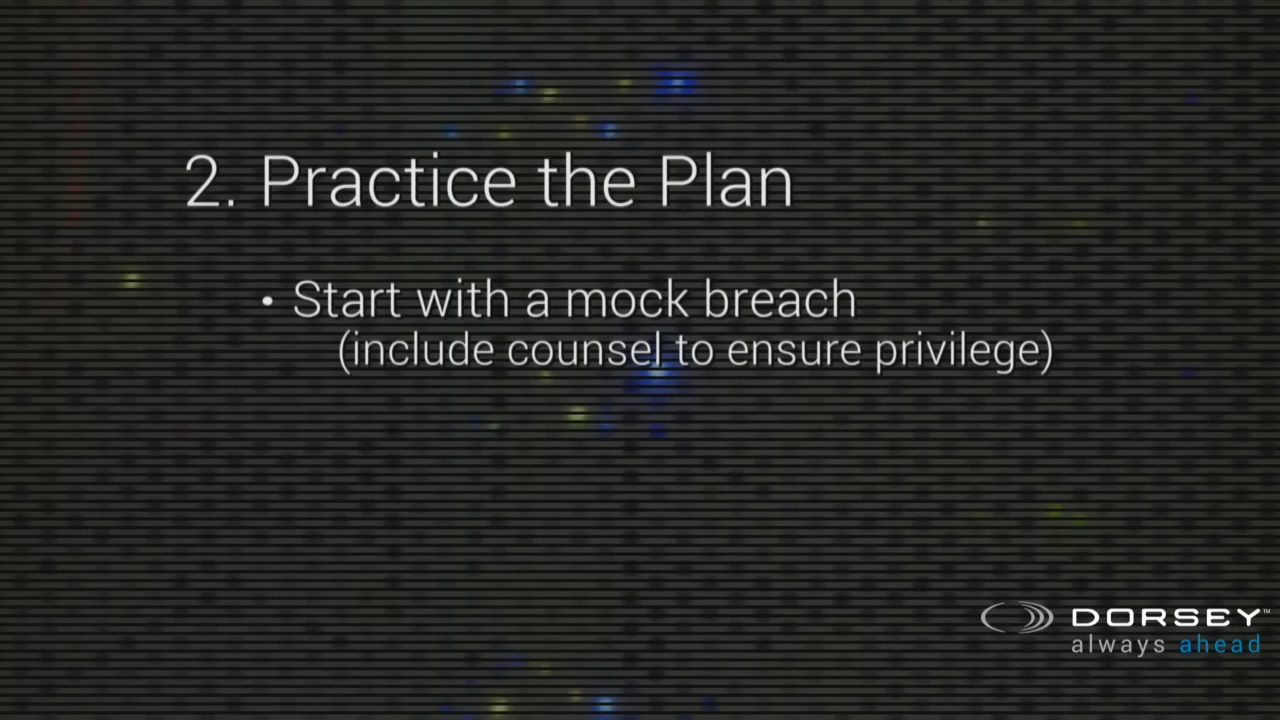 2. Practice the Plan
• Start with a mock breach
(include counsel to ensure privilege)
DORSEY™
always ahead